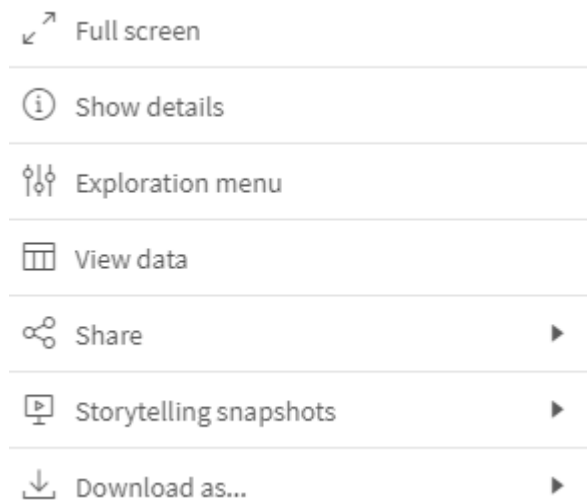 Full screen
Show details
Exploration menu
View data
Share
Storytelling snapshots
Download as...